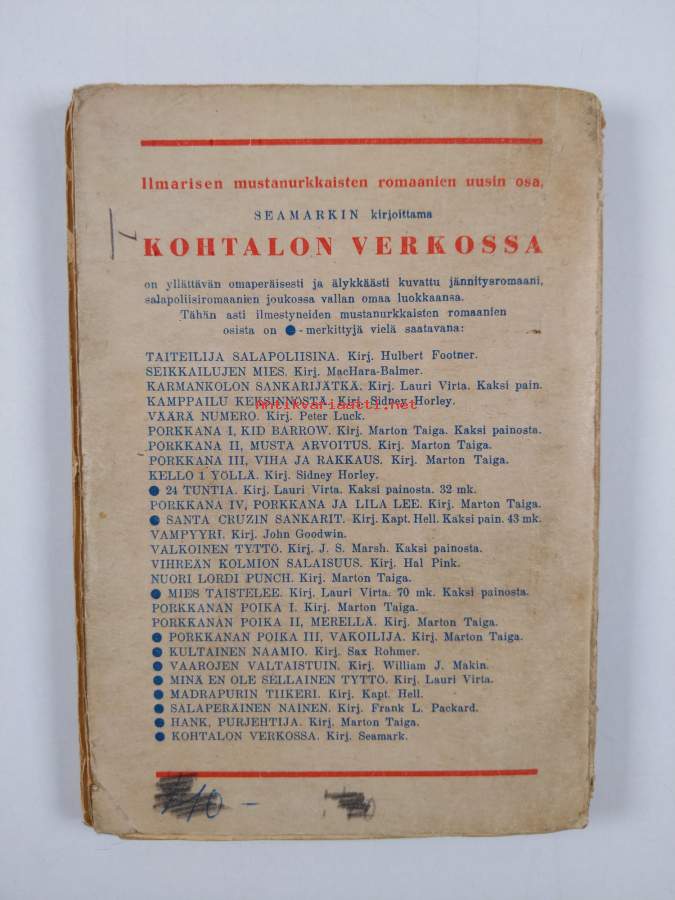 Ilmarisen mustanurkkaisten romaanien uusin osa,
SEAMARKIN kirjoittama
KOHTALON VERKOSSA
on yllättävän omaperäisesti ja älykkäästi kuvattu jännitysromaani,
salapoliisiromaanien joukossa vallan omaa luokkaansa.
Tähän asti ilmestyneiden mustanurkkaisten romaanien
osista on ●-merkittyjä vielä saatavana:
TAITEILIJA SALAPOLIISINA. Kirj. Hulbert Footner.
SEIKKAILUJEN MIES. Kirj. MacHara-Balmer.
KARMANKOLON SANKARIJÄTKÄ. Kirj. Lauri Virta. Kaksi pain.
KAMPPAILU KEKSINNÖSTÄ. Kirj. Sidney Horley.
Antikvariaatti.net
VÄÄRÄ NUMERO. Kirj. Peter Luck.
PORKKANA I, KID BARROW. Kirj. Marton Taiga. Kaksi painosta.
PORKKANA II, MUSTA ARVOITUS. Kirj. Marton Taiga.
PORKKANA III, VIHA JA RAKKAUS. Kirj. Marton Taiga.
KELLO 1 YÖLLÄ. Kirj. Sidney Horley.
● 24 TUNTIA. Kirj. Lauri Virta. Kaksi painosta. 32 mk.
PORKKANA IV, PORKKANA JA LILA LEE. Kirj. Marton Taiga.
● SANTA CRUZIN SANKARIT. Kirj. Kapt. Hell. Kaksi pain. 43 mk.
VAMPYYRI. Kirj. John Goodwin.
VALKOINEN TYTTÖ. Kirj. J. S. Marsh. Kaksi painosta.
VIHREÄN KOLMION SALAISUUS. Kirj. Hal Pink.
NUORI LORDI PUNCH. Kirj. Marton Taiga.
● MIES TAISTELEE. Kirj. Lauri Virta. 70 mk. Kaksi painosta.
PORKKANAN POIKA I. Kirj. Marton Taiga.
PORKKANAN POIKA II, MERELLÄ. Kirj. Marton Taiga.
● PORKKANAN POIKA III, VAKOILIJA. Kirj. Marton Taiga.
● KULTAINEN NAAMIO. Kirj. Sax Rohmer.
● VAAROJEN VALTAISTUIN. Kirj. William J. Makin.
● MINÄ EN OLE SELLAINEN TYTTÖ. Kirj. Lauri Virta.
● MADRAPURIN TIIKERI. Kirj. Kapt. Hell.
● SALAPERÄINEN NAINEN. Kirj. Frank L. Packard.
● HANK, PURJEHTIJA. Kirj. Marton Taiga.
● KOHTALON VERKOSSA. Kirj. Seamark.